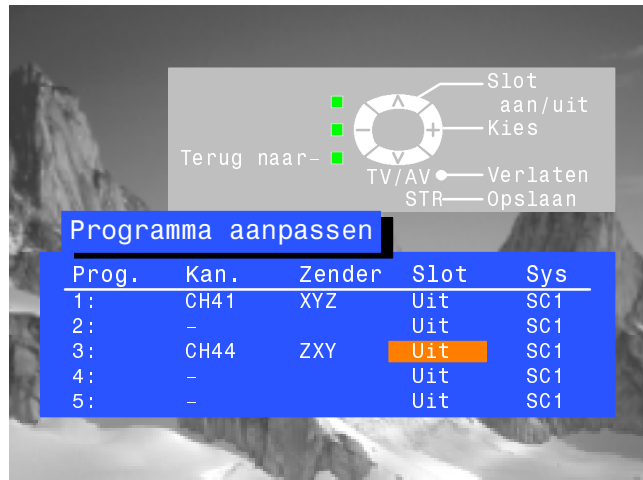 Slot
aan/uit
Kies
Terug naar–
TV/AV Verlaten
STR Opslaan
Programma aanpassen
Prog. Kan. Zender Slot Sys
1: CH41 XYZ Uit SC1
2: – Uit SC1
3: CH44 ZXY Uit SC1
4: – Uit SC1
5: – Uit SC1